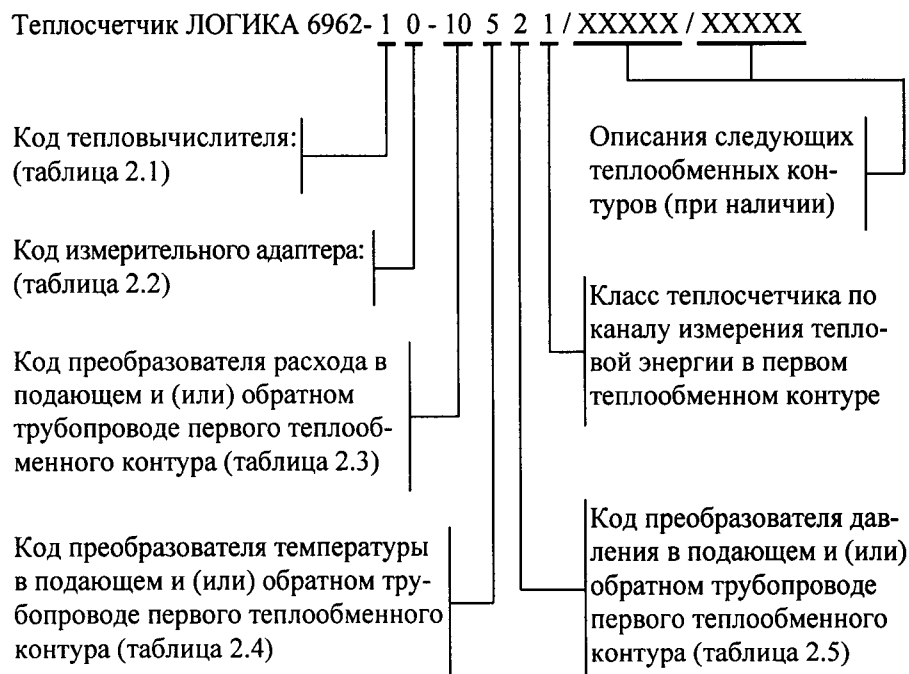 Теплосчетчик ЛОГИКА 6962- 1 0 - 10 5 2 1 / XXXXX / XXXXX
Код тепловычислителя:
(таблица 2.1)
Код измерительного адаптера:
(таблица 2.2)
Код преобразователя расхода в
подающем и (или) обратном
трубопроводе первого теплооб-
менного контура (таблица 2.3)
Код преобразователя температуры
в подающем и (или) обратном тру-
бопроводе первого теплообменного
контура (таблица 2.4)
Описания следующих
теплообменных кон-
туров (при наличии)
Класс теплосчетчика по
каналу измерения тепло-
вой энергии в первом
теплообменном контуре
Код преобразователя дав-
ления в подающем и (или)
обратном трубопроводе
первого теплообменного
контура (таблица 2.5)